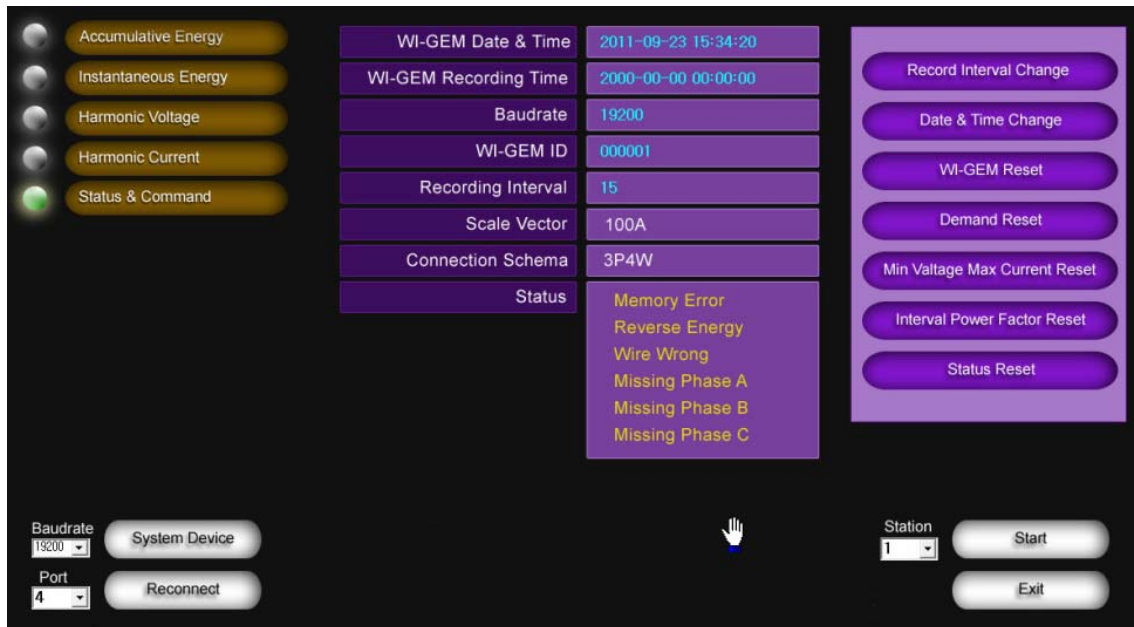 Accumulative Energy
Instantaneous Energy
Harmonic Voltage
Harmonic Current
Status & Command
WI-GEM Date & Time 2011-09-23 15:34:20
WI-GEM Recording Time 2000-00-00 00:00:00
Baudrate 19200
WI-GEM ID 000001
Recording Interval 15
Scale Vector 100A
Connection Schema 3P4W
Status
Memory Error
Reverse Energy
Wire Wrong
Missing Phase A
Missing Phase B
Missing Phase C
Record Interval Change
Date & Time Change
WI-GEM Reset
Demand Reset
Min Valtage Max Current Reset
Interval Power Factor Reset
Status Reset
Baudrate
19200
System Device
Port
4
Reconnect
Station
1
Start
Exit